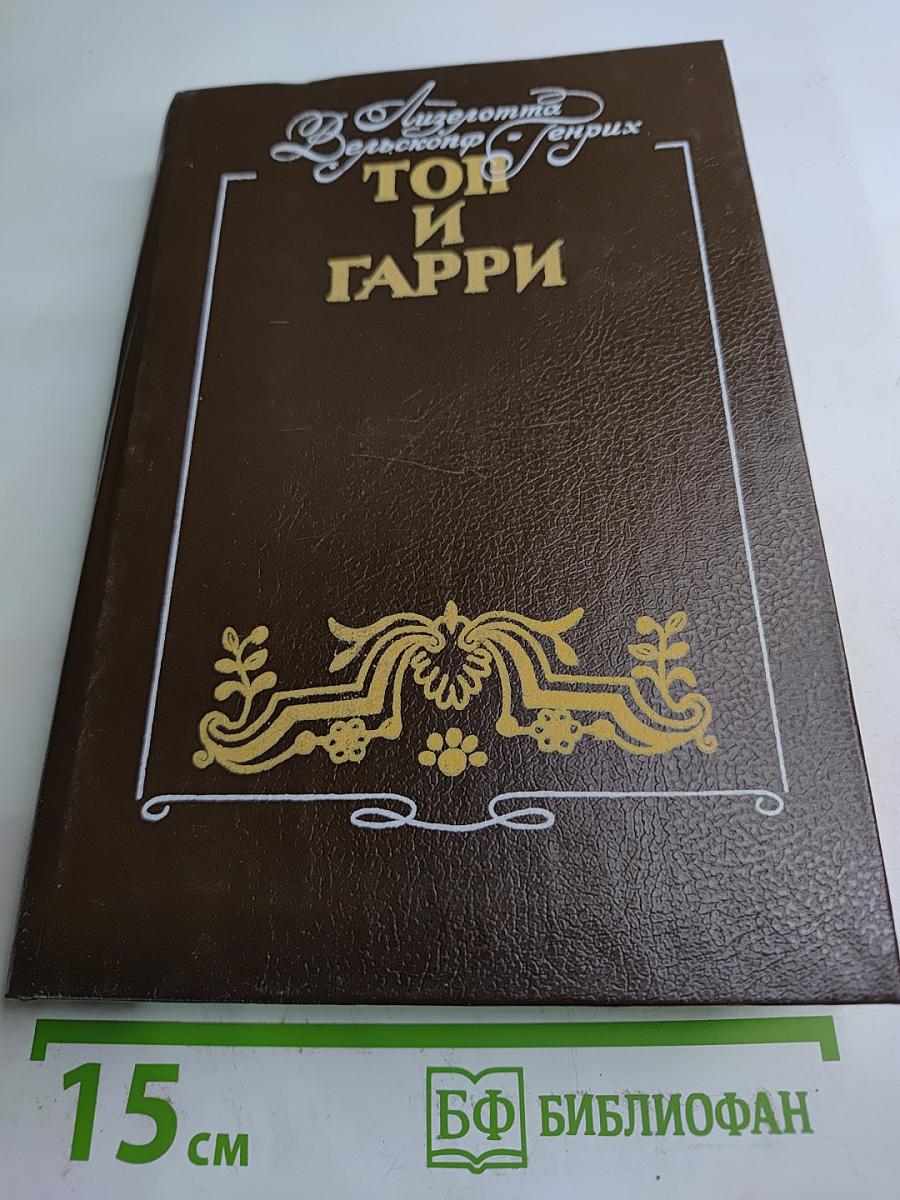 Лизелотта
Вельскопф-Генрих
ТОП
И
ГАРРИ
15 см
БФ БИБЛИОФАН